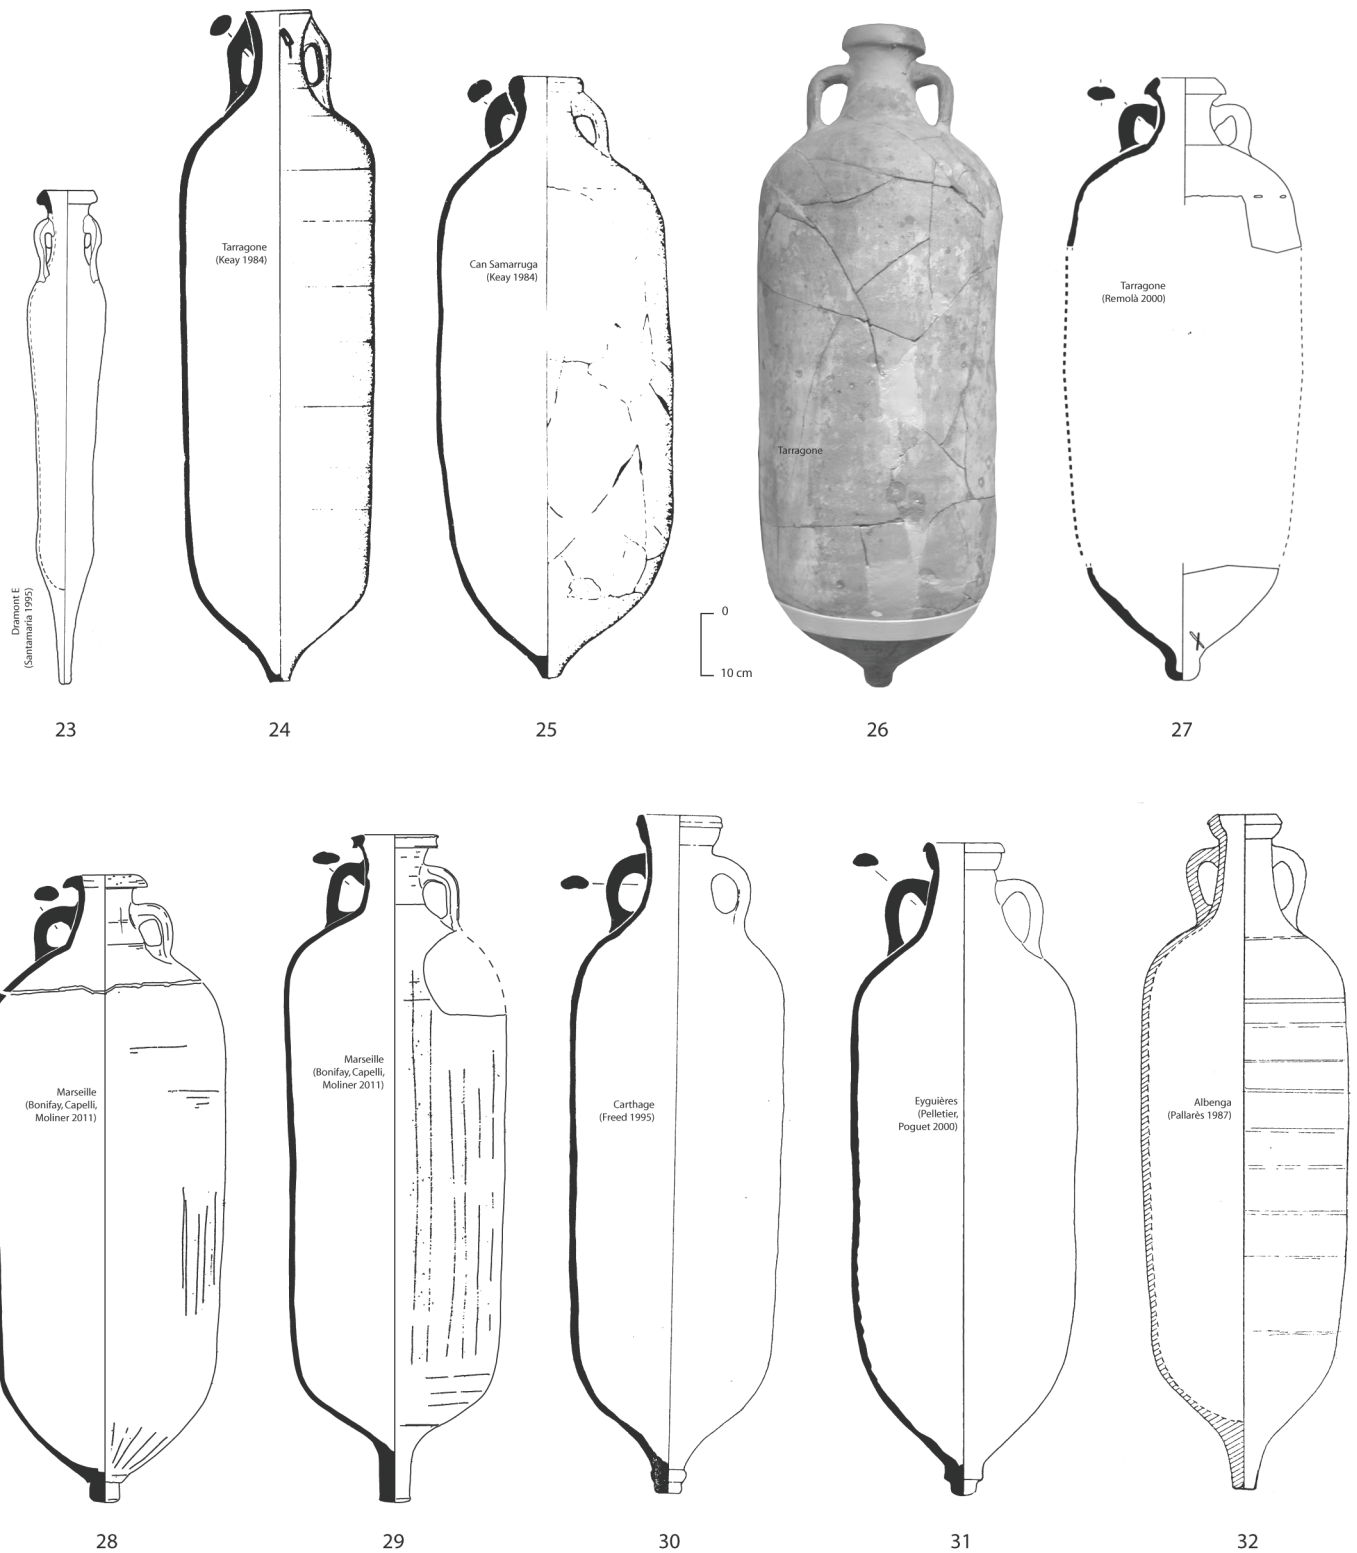 Dramont E
(Santamaria 1995)
Tarragone
(Keay 1984)
Can Samarruga
(Keay 1984)
Tarragone
Tarragone
(Remolà 2000)
0
10 cm
23
24
25
26
27
Marseille
(Bonifay, Capelli,
Moliner 2011)
Marseille
(Bonifay, Capelli,
Moliner 2011)
Carthage
(Freed 1995)
Eyguières
(Pelletier,
Poguet 2000)
Albenga
(Pallarès 1987)
28
29
30
31
32